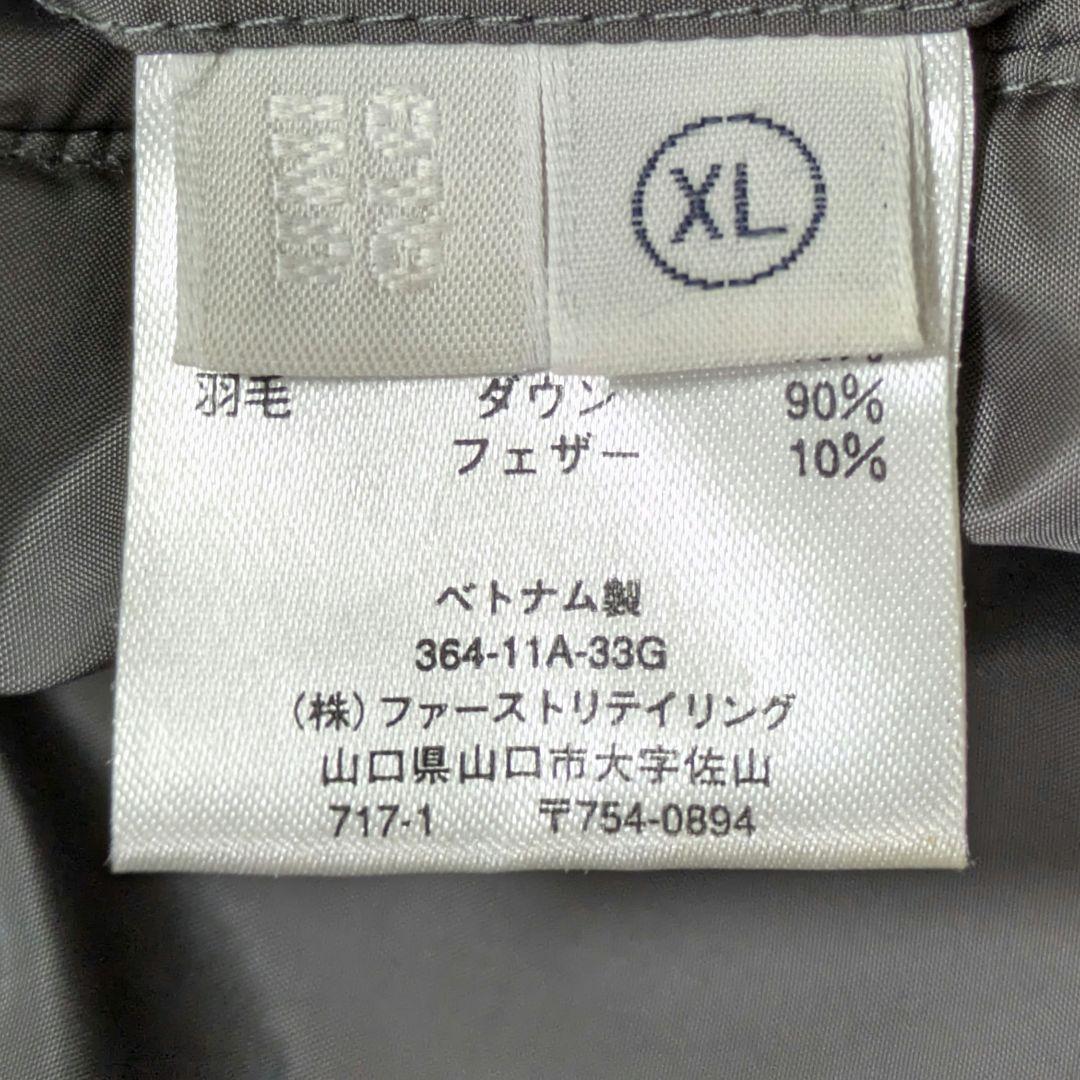 XL
羽毛 ダウン 90%
フェザー 10%
ベトナム製
364-11A-33G
(株)ファーストリテイリング
山口県山口市大字佐山
717-1 〒754-0894